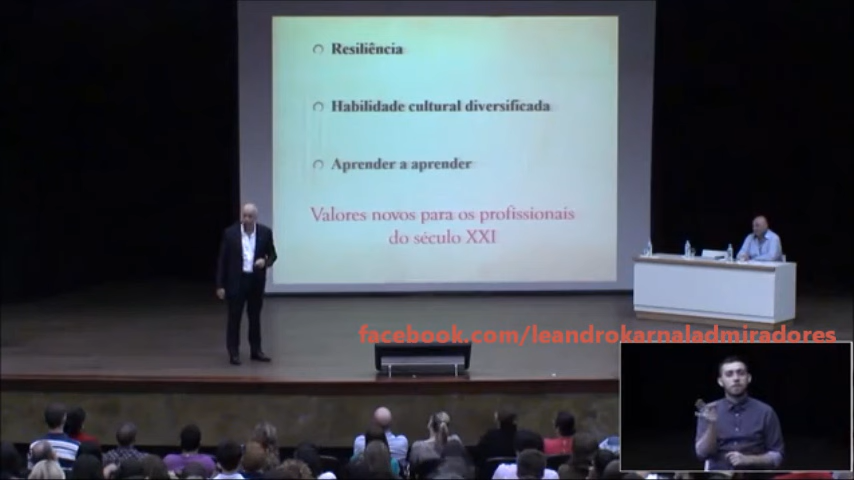 Resiliência
Habilidade cultural diversificada
Aprender a aprender
Valores novos para os profissionais
do século XXI
facebook.com/leandrokarnaladmiradores